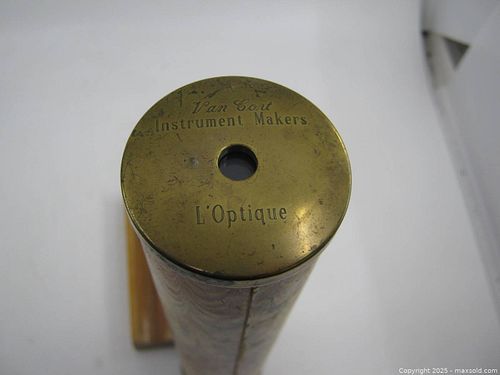 Van Cort
Instrument Makers
L'Optique
Copyright 2025 - maxsold.com